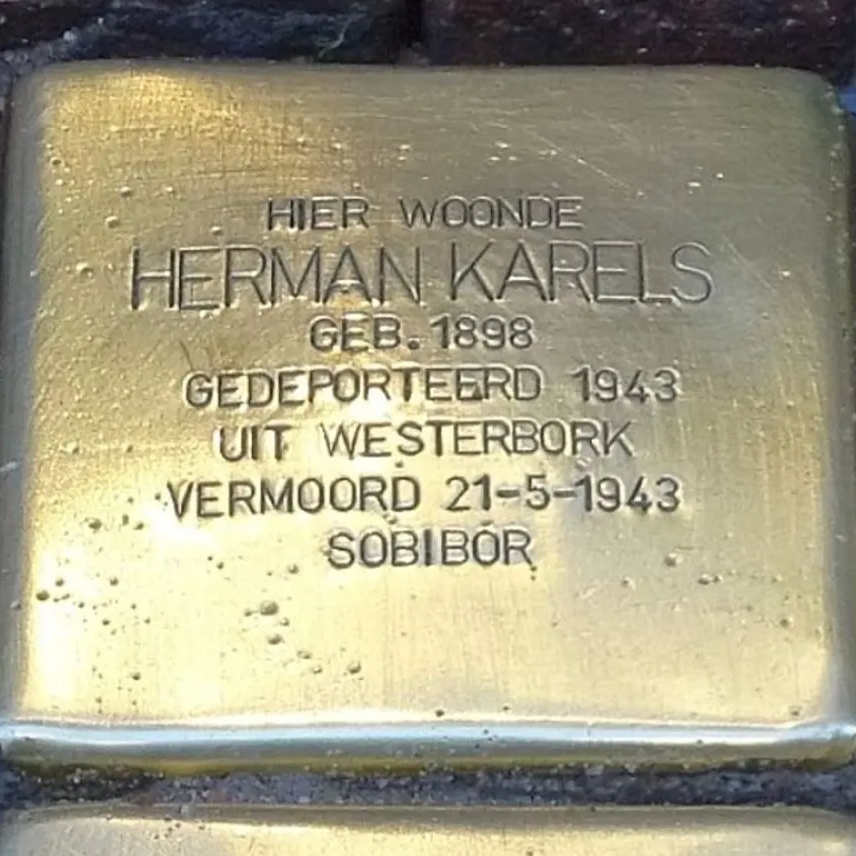 HIER WOONDE
HERMAN KARELS
GEB. 1898
GEDEPORTEERD 1943
UIT WESTERBORK
VERMOORD 21-5-1943
SOBIBOR